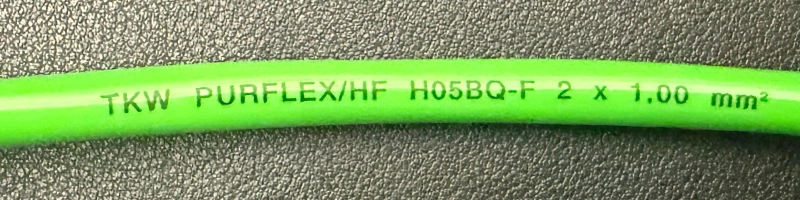 TKW PURFLEX/HF H05BQ-F 2 x 1,00 mm²